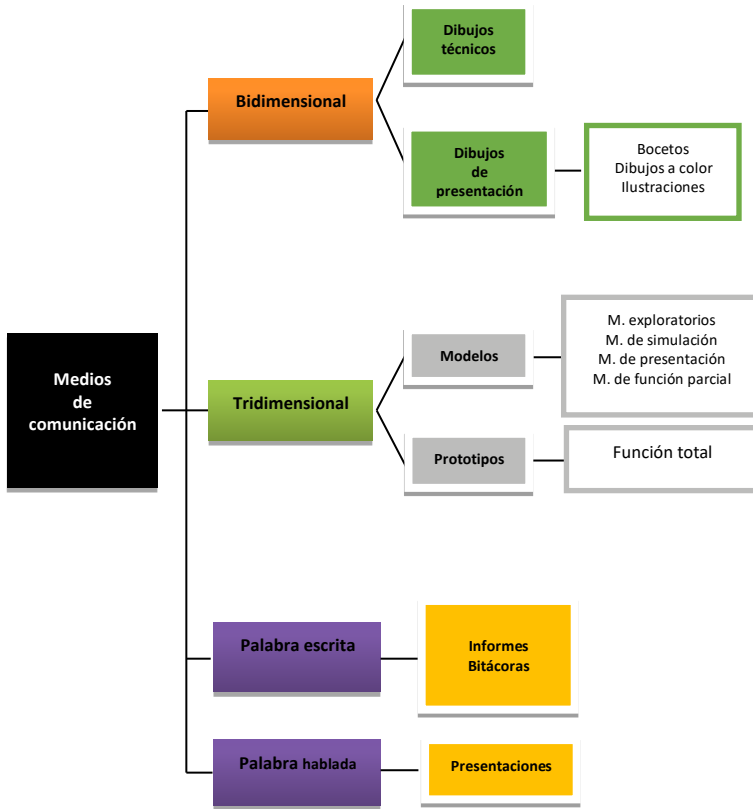 Dibujos
técnicos
Bidimensional
Dibujos
de
presentación
Bocetos
Dibujos a color
Ilustraciones
Medios
de
comunicación
Tridimensional
Modelos
M. exploratorios
M. de simulación
M. de presentación
M. de función parcial
Prototipos
Función total
Palabra escrita
Informes
Bitácoras
Palabra hablada
Presentaciones